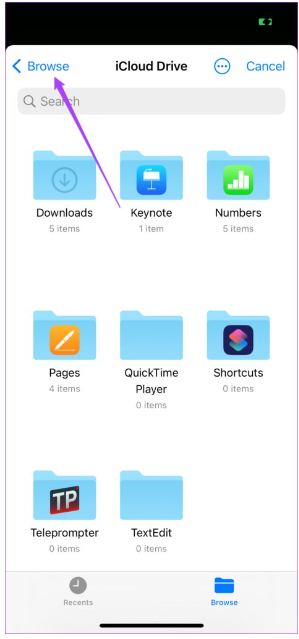 Browse iCloud Drive Cancel
Search
Downloads Keynote Numbers
5 items 1 item 5 items
Pages QuickTime Player Shortcuts
4 items 0 items 0 items
TP
Teleprompter TextEdit
0 items 0 items
Recents Browse